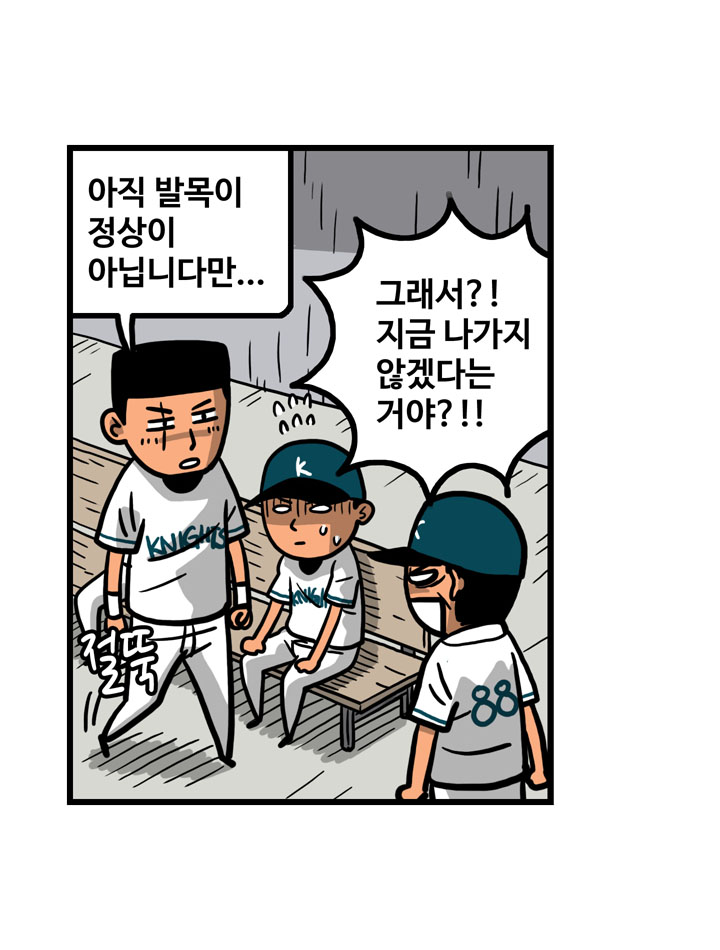 아직 발목이
정상이
아닙니다만...
그래서?!
지금 나가지
않겠다는
거야?!!
K
KNIGHTS
KNIGH
K
88
절뚝